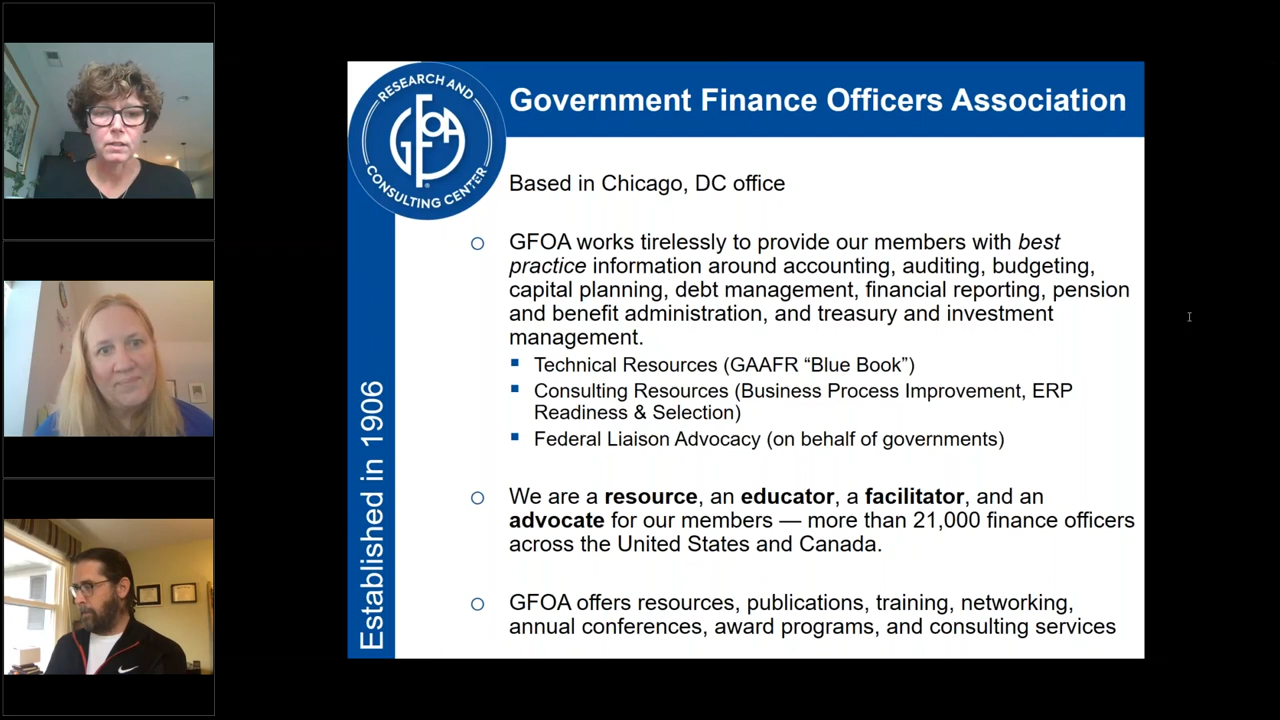 RESEARCH AND
GFOA
CONSULTING CENTER
Government Finance Officers Association
Based in Chicago, DC office
GFOA works tirelessly to provide our members with best
practice information around accounting, auditing, budgeting,
capital planning, debt management, financial reporting, pension
and benefit administration, and treasury and investment
management.
Technical Resources (GAAFR “Blue Book”)
Consulting Resources (Business Process Improvement, ERP
Readiness & Selection)
Federal Liaison Advocacy (on behalf of governments)
We are a resource, an educator, a facilitator, and an
advocate for our members — more than 21,000 finance officers
across the United States and Canada.
GFOA offers resources, publications, training, networking,
annual conferences, award programs, and consulting services
Established in 1906